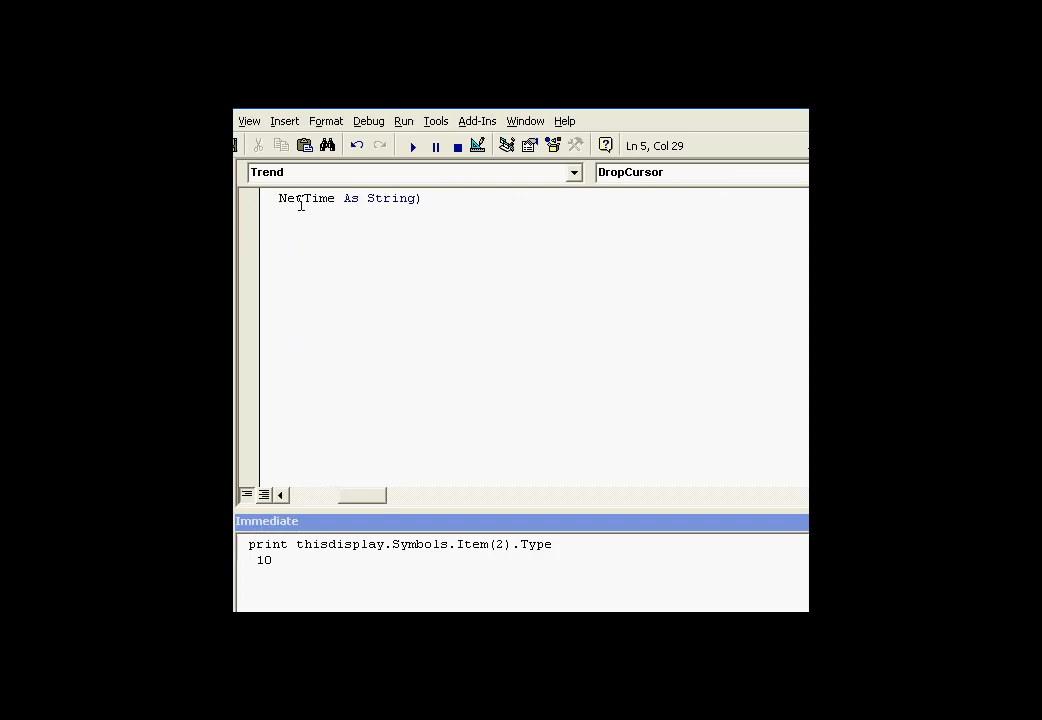 View Insert Format Debug Run Tools Add-Ins Window Help
Ln 5, Col 29
Trend DropCursor
As String)
Immediate
print thisdisplay.Symbols.Item(2).Type
10